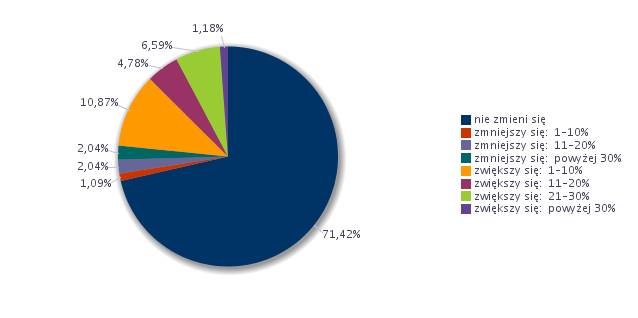 1,18%
6,59%
4,78%
10,87%
2,04%
2,04%
1,09%
71,42%
nie zmieni się
zmniejszy się: 1-10%
zmniejszy się: 11-20%
zmniejszy się: powyżej 30%
zwiększy się: 1-10%
zwiększy się: 11-20%
zwiększy się: 21-30%
zwiększy się: powyżej 30%